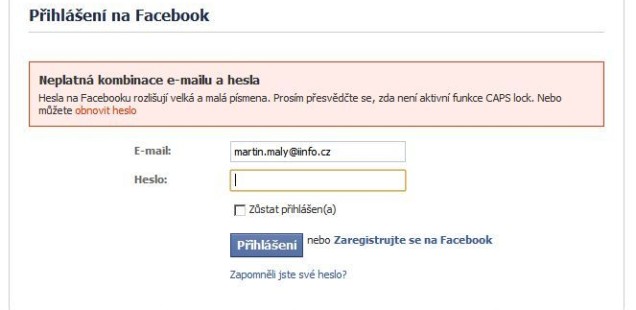 Přihlášení na Facebook
Neplatná kombinace e-mailu a hesla
Hesla na Facebooku rozlišují velká a malá písmena. Prosím přesvědčte se, zda není aktivní funkce CAPS lock. Nebo
můžete obnovit heslo
E-mail: martin.maly@iinfo.cz
Heslo:
Zůstat přihlášen(a)
Přihlášení nebo Zaregistrujte se na Facebook
Zapomněli jste své heslo?